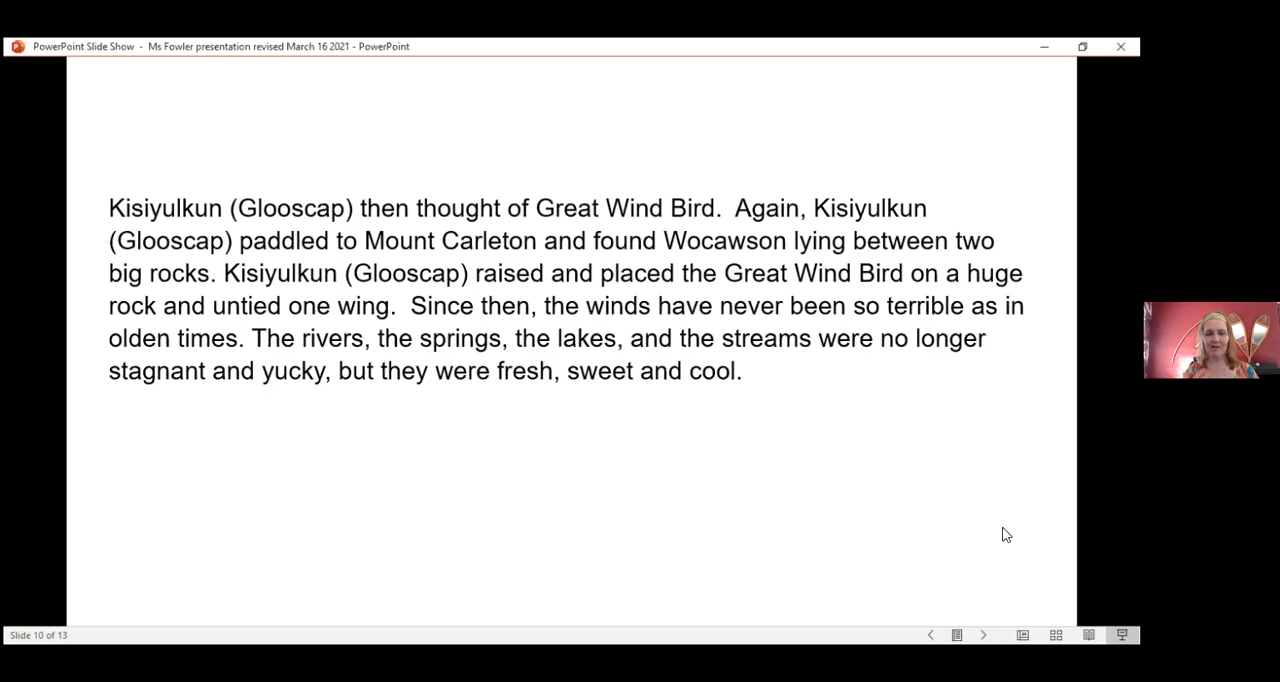 PowerPoint Slide Show - Ms Fowler presentation revised March 16 2021 - PowerPoint
Kisiyulkun (Glooscap) then thought of Great Wind Bird.  Again, Kisiyulkun
(Glooscap) paddled to Mount Carleton and found Wocawson lying between two
big rocks. Kisiyulkun (Glooscap) raised and placed the Great Wind Bird on a huge
rock and untied one wing.  Since then, the winds have never been so terrible as in
olden times. The rivers, the springs, the lakes, and the streams were no longer
stagnant and yucky, but they were fresh, sweet and cool.
Slide 10 of 13